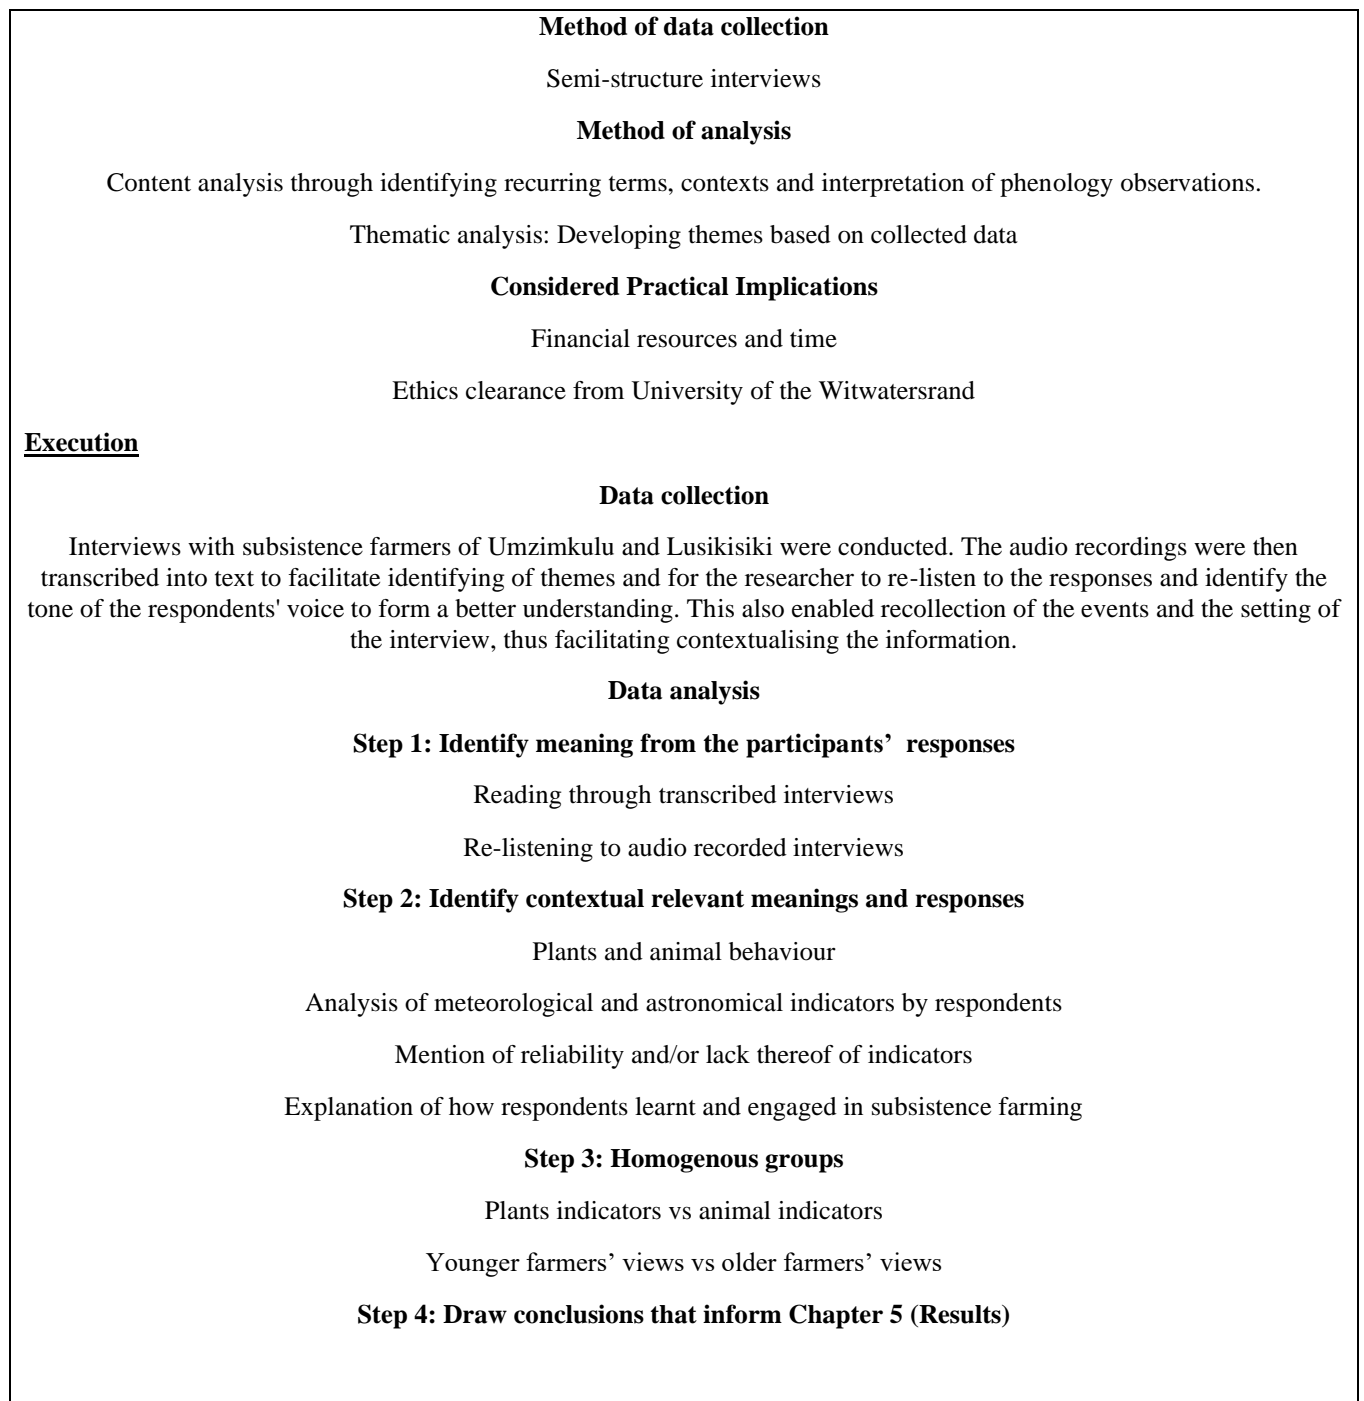 Method of data collection
Semi-structure interviews
Method of analysis
Content analysis through identifying recurring terms, contexts and interpretation of phenology observations.
Thematic analysis: Developing themes based on collected data
Considered Practical Implications
Financial resources and time
Ethics clearance from University of the Witwatersrand
Execution
Data collection
Interviews with subsistence farmers of Umzimkulu and Lusikisiki were conducted. The audio recordings were then
transcribed into text to facilitate identifying of themes and for the researcher to re-listen to the responses and identify the
tone of the respondents' voice to form a better understanding. This also enabled recollection of the events and the setting of
the interview, thus facilitating contextualising the information.
Data analysis
Step 1: Identify meaning from the participants’ responses
Reading through transcribed interviews
Re-listening to audio recorded interviews
Step 2: Identify contextual relevant meanings and responses
Plants and animal behaviour
Analysis of meteorological and astronomical indicators by respondents
Mention of reliability and/or lack thereof of indicators
Explanation of how respondents learnt and engaged in subsistence farming
Step 3: Homogenous groups
Plants indicators vs animal indicators
Younger farmers’ views vs older farmers’ views
Step 4: Draw conclusions that inform Chapter 5 (Results)